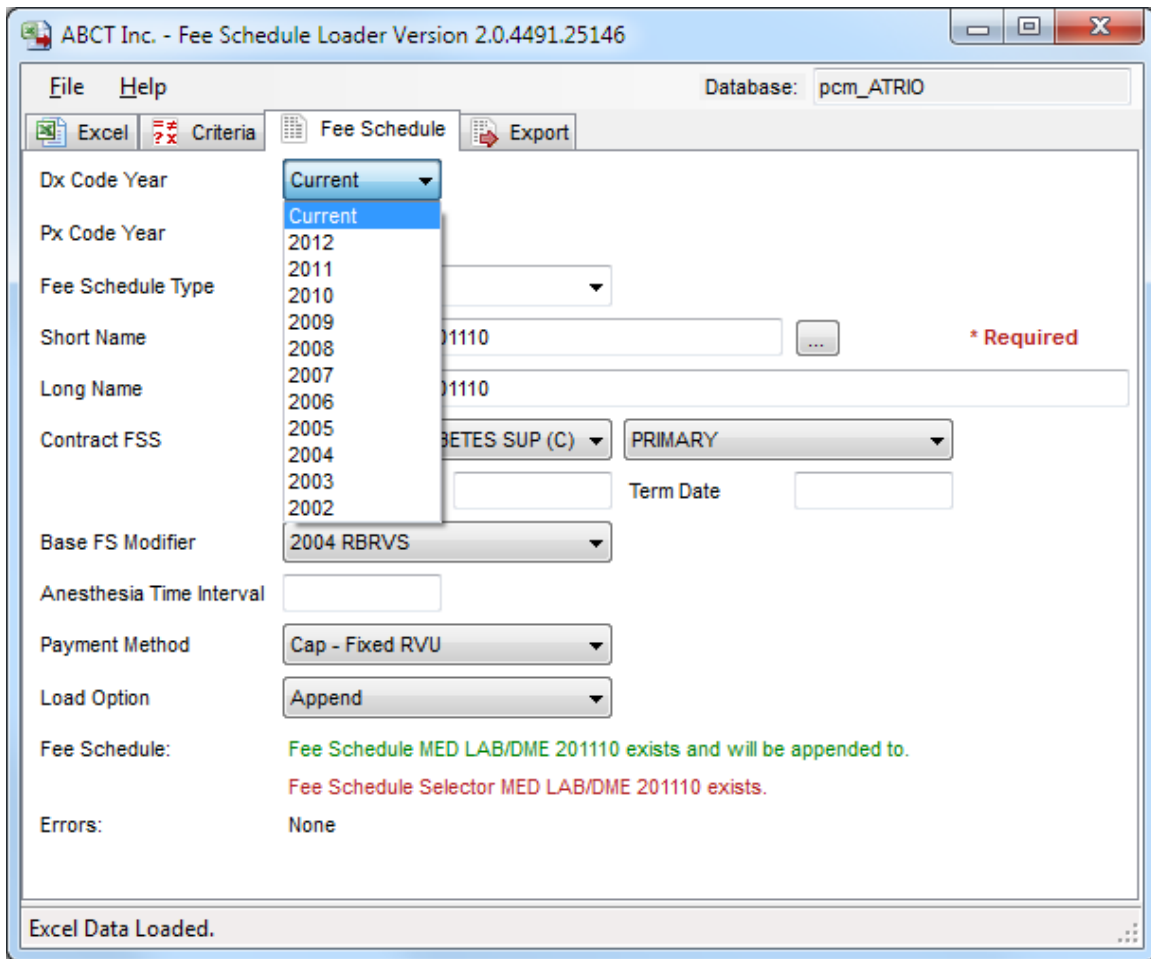 ABCT Inc. - Fee Schedule Loader Version 2.0.4491.25146
File Help Database: pcm_ATRIO
Excel Criteria Fee Schedule Export
Dx Code Year Current
Current
Px Code Year
2012
2011
Fee Schedule Type
2010
2009
Short Name 01110 ... * Required
2008
2007
Long Name 01110
2006
2005
Contract FSS BETES SUP (C) PRIMARY
2004
2003
Term Date
2002
Base FS Modifier 2004 RBRVS
Anesthesia Time Interval
Payment Method Cap - Fixed RVU
Load Option Append
Fee Schedule: Fee Schedule MED LAB/DME 201110 exists and will be appended to.
Fee Schedule Selector MED LAB/DME 201110 exists.
Errors: None
Excel Data Loaded.